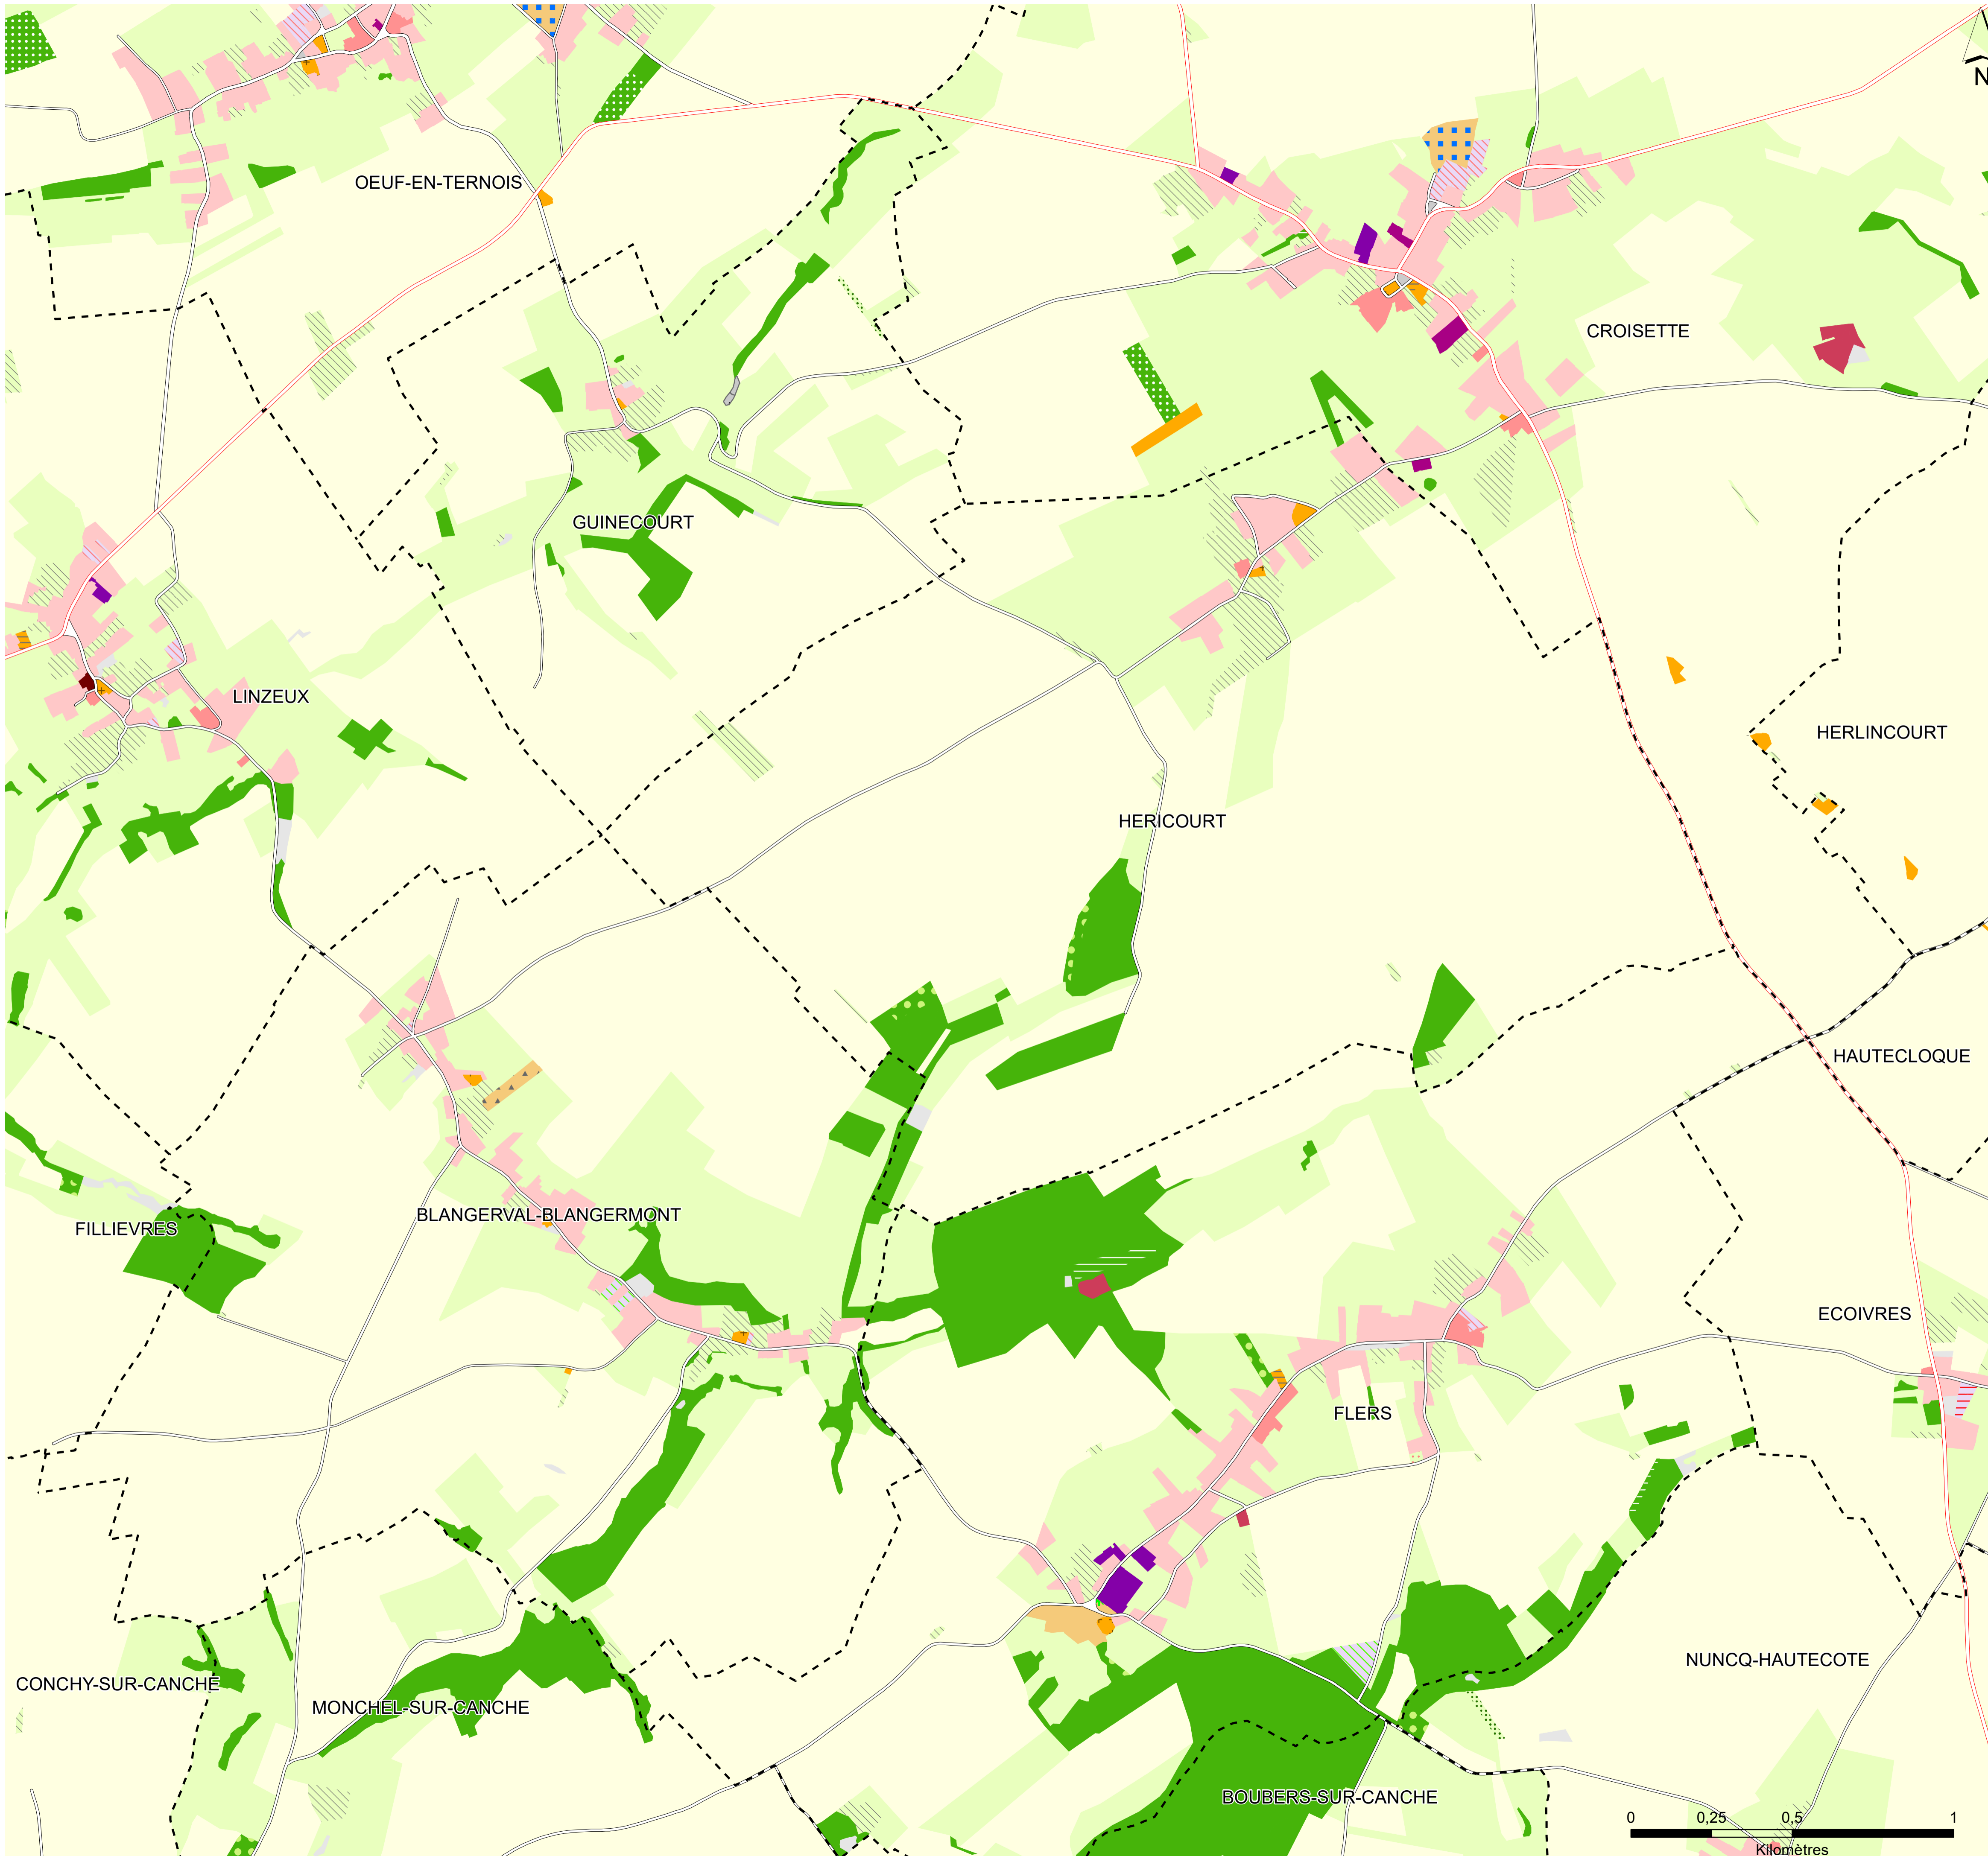 N
OEUF-EN-TERNOIS
CROISETTE
GUINECOURT
LINZEUX
HERLINCOURT
HERICOURT
HAUTECLOQUE
BLANGERVAL-BLANGERMONT
FILLIEVRES
ECOIVRES
FLERS
NUNCQ-HAUTECOTE
CONCHY-SUR-CANCHE
MONCHEL-SUR-CANCHE
BOUBERS-SUR-CANCHE
0 0,25 0,5 1
Kilomètres